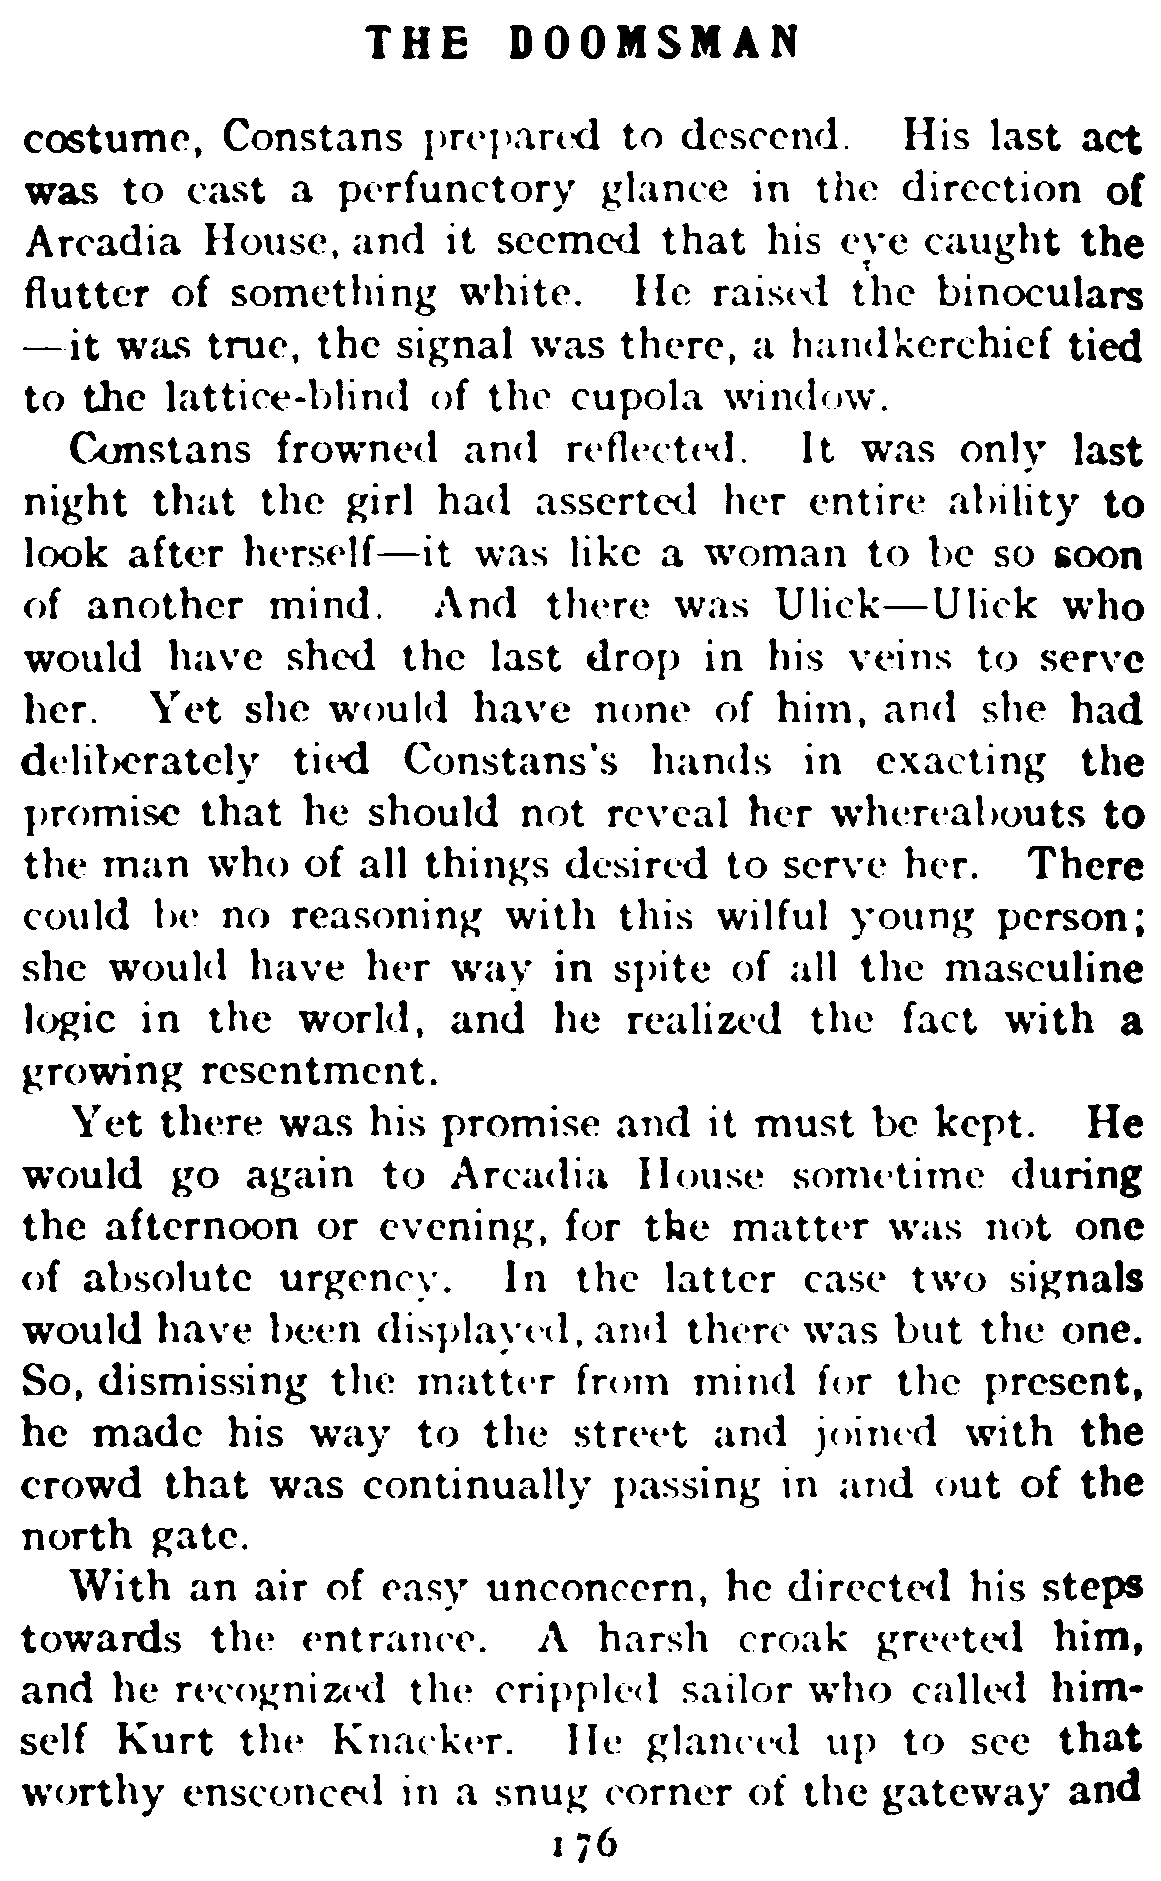 THE DOOMSMAN
costume, Constans prepared to descend. His last act
was to cast a perfunctory glance in the direction of
Arcadia House, and it seemed that his eye caught the
flutter of something white. He raised the binoculars
—it was true, the signal was there, a handkerchief tied
to the lattice-blind of the cupola window.
Constans frowned and reflected. It was only last
night that the girl had asserted her entire ability to
look after herself—it was like a woman to be so soon
of another mind. And there was Ulick—Ulick who
would have shed the last drop in his veins to serve
her. Yet she would have none of him, and she had
deliberately tied Constans's hands in exacting the
promise that he should not reveal her whereabouts to
the man who of all things desired to serve her. There
could be no reasoning with this wilful young person;
she would have her way in spite of all the masculine
logic in the world, and he realized the fact with a
growing resentment.
Yet there was his promise and it must be kept. He
would go again to Arcadia House sometime during
the afternoon or evening, for the matter was not one
of absolute urgency. In the latter case two signals
would have been displayed, and there was but the one.
So, dismissing the matter from mind for the present,
he made his way to the street and joined with the
crowd that was continually passing in and out of the
north gate.
With an air of easy unconcern, he directed his steps
towards the entrance. A harsh croak greeted him,
and he recognized the crippled sailor who called him-
self Kurt the Knacker. He glanced up to see that
worthy ensconced in a snug corner of the gateway and
176